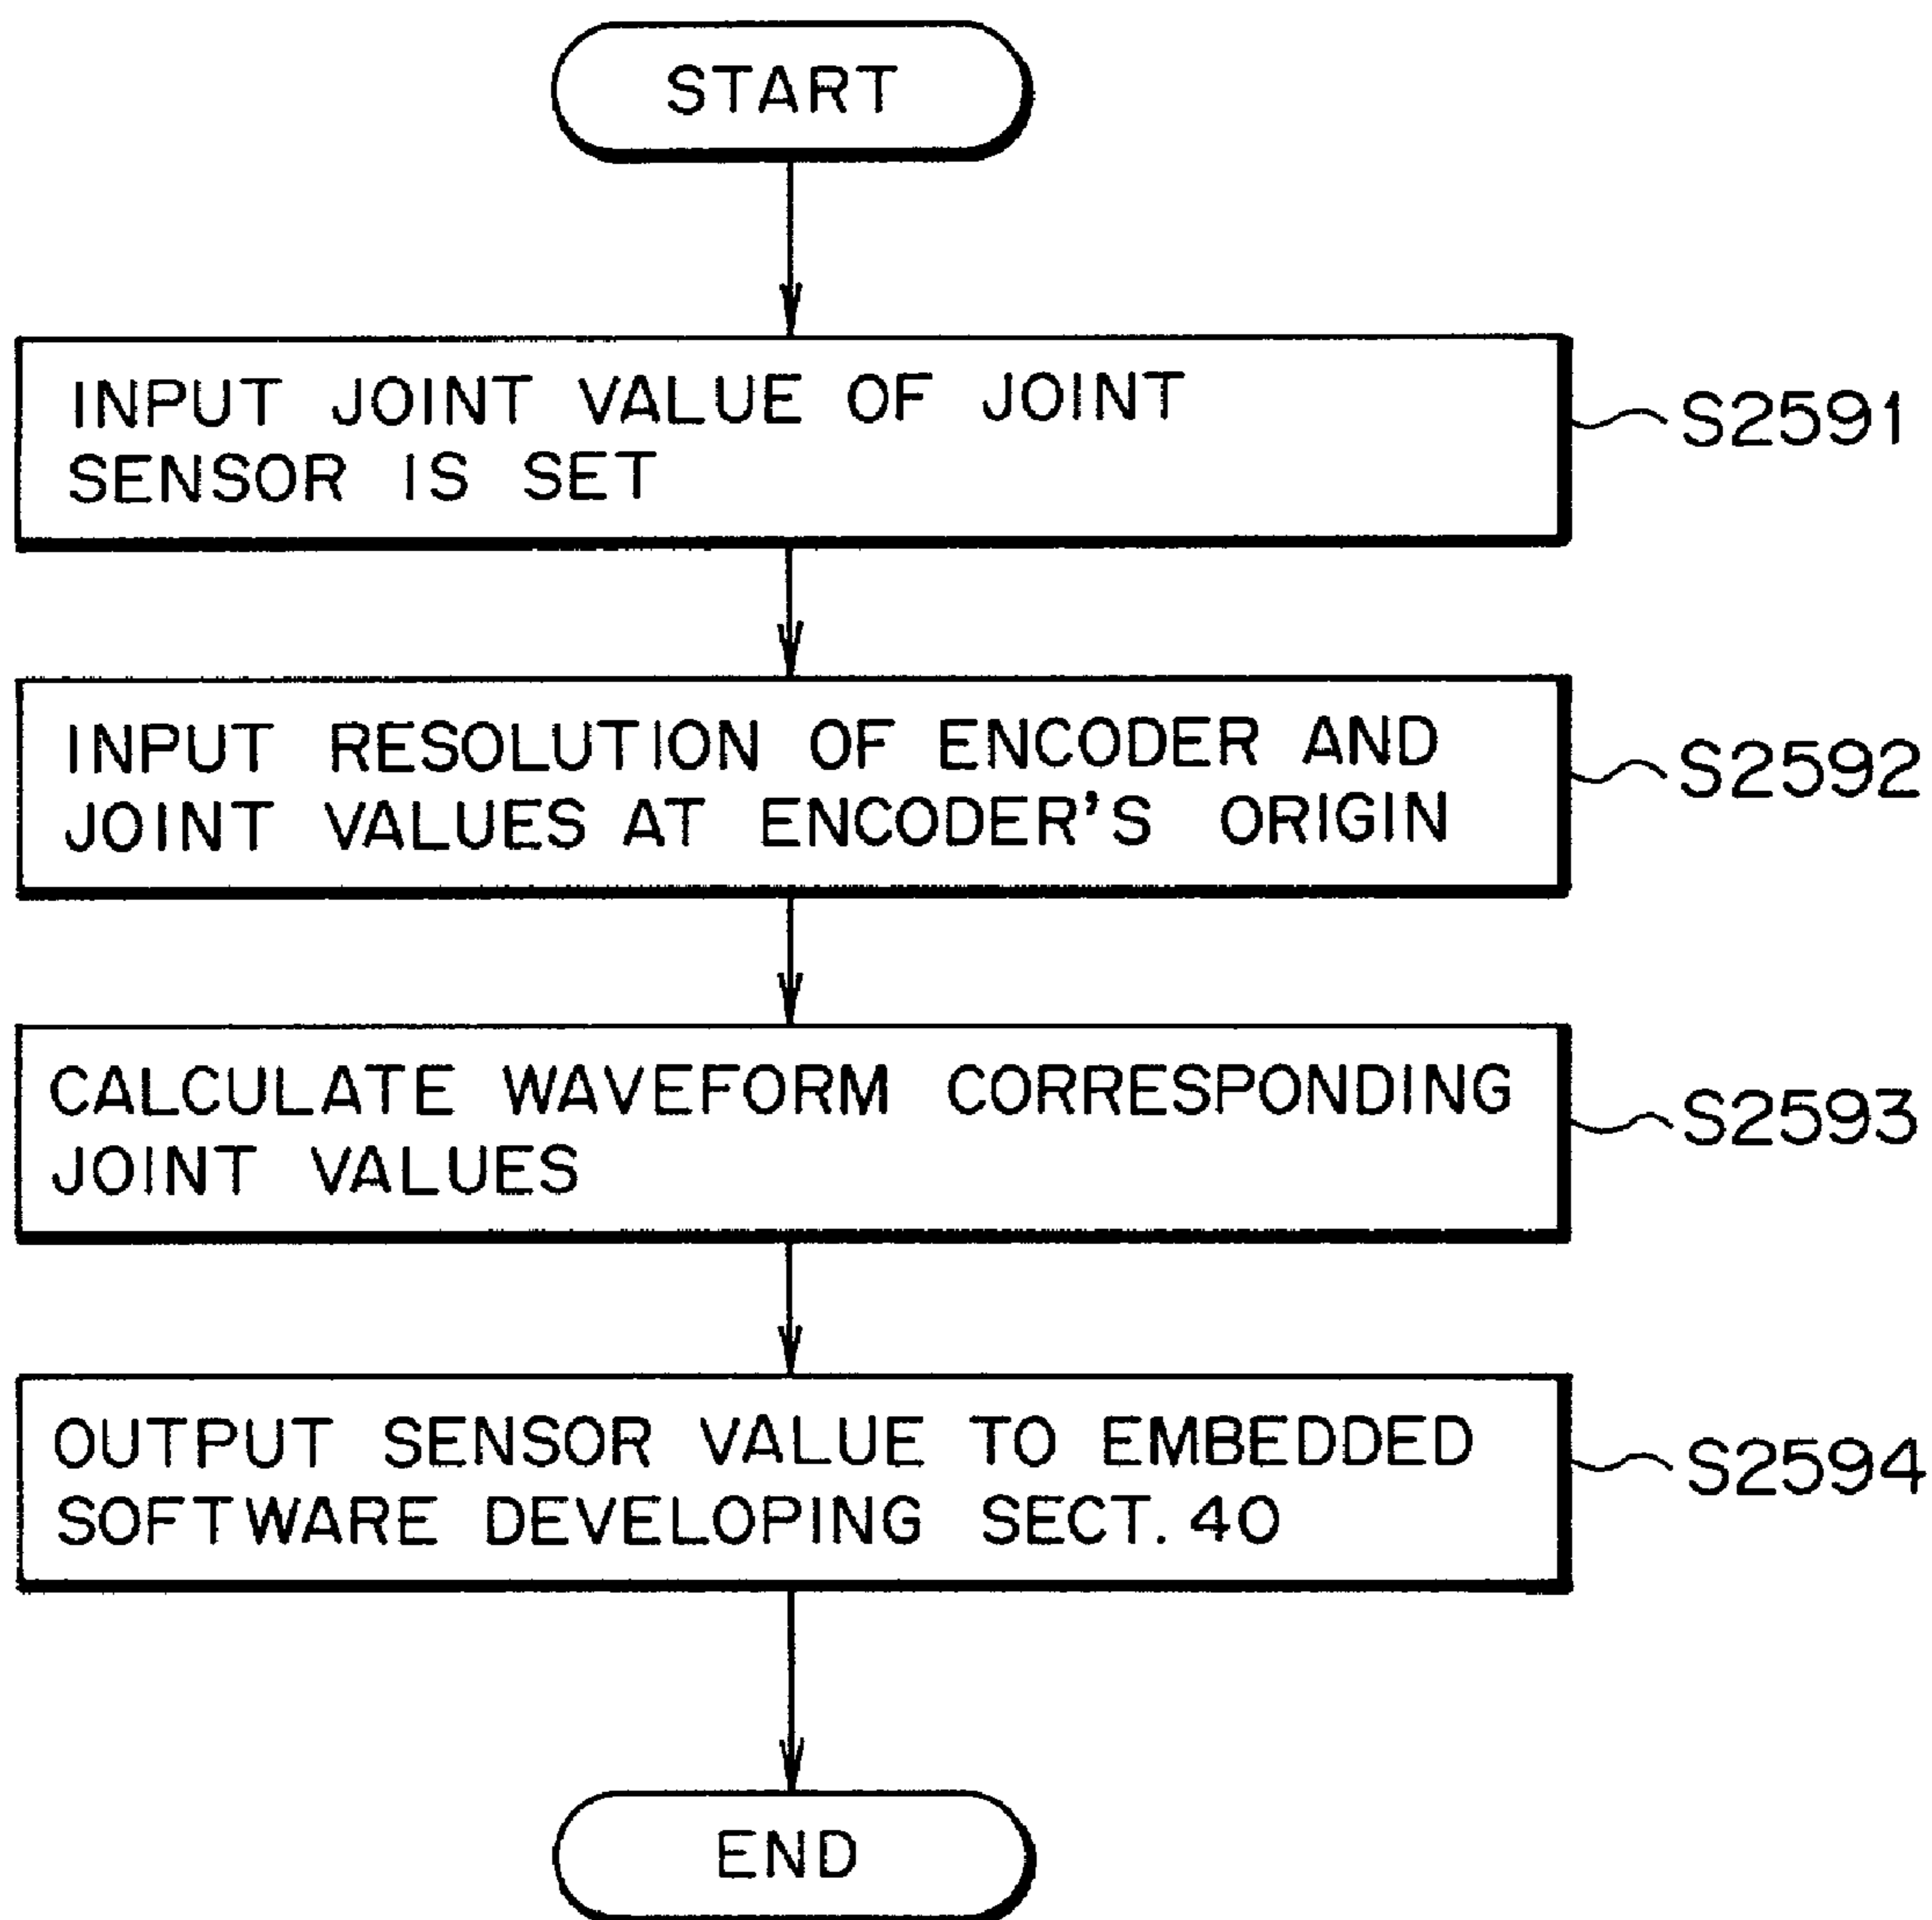 START
INPUT JOINT VALUE OF JOINT
SENSOR IS SET
S2591
INPUT RESOLUTION OF ENCODER AND
JOINT VALUES AT ENCODER'S ORIGIN
S2592
CALCULATE WAVEFORM CORRESPONDING
JOINT VALUES
S2593
OUTPUT SENSOR VALUE TO EMBEDDED
SOFTWARE DEVELOPING SECT. 40
S2594
END